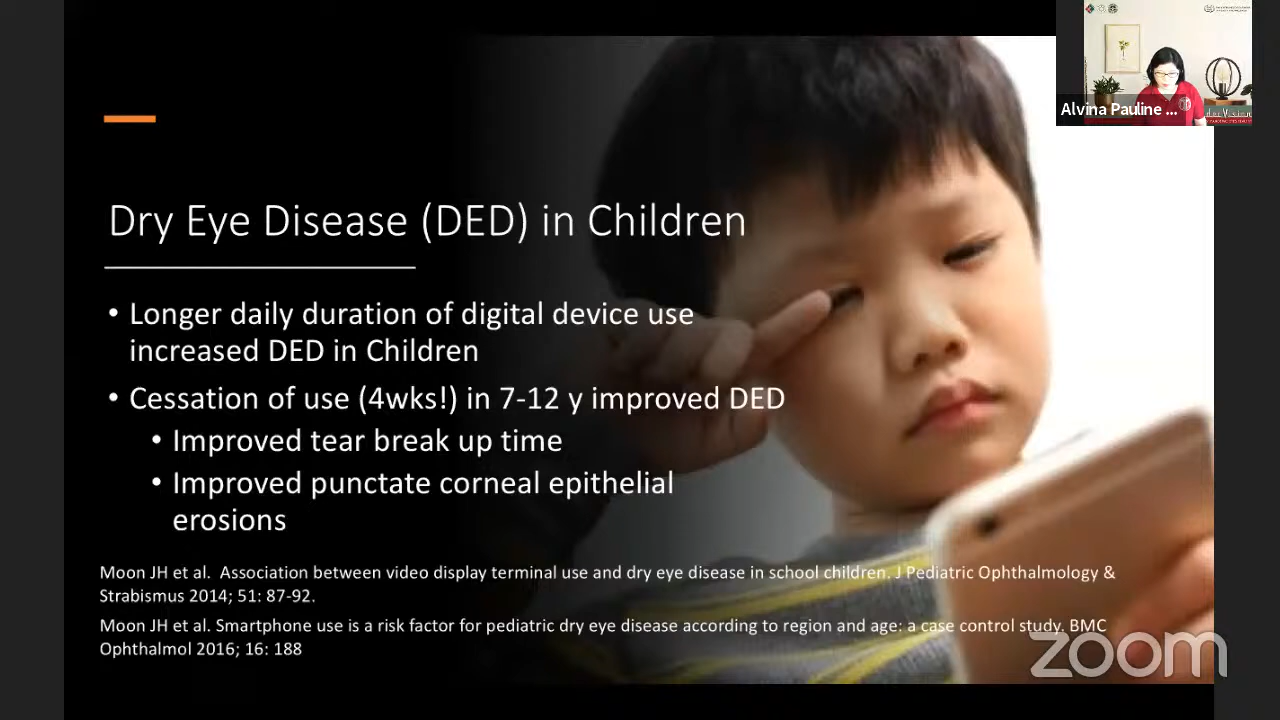 Alvina Pauline ...
Dry Eye Disease (DED) in Children
• Longer daily duration of digital device use
increased DED in Children
• Cessation of use (4wks!) in 7-12 y improved DED
• Improved tear break up time
• Improved punctate corneal epithelial
erosions
Moon JH et al.  Association between video display terminal use and dry eye disease in school children. J Pediatric Ophthalmology &
Strabismus 2014; 51: 87-92.
Moon JH et al. Smartphone use is a risk factor for pediatric dry eye disease according to region and age: a case control study. BMC
Ophthalmol 2016; 16: 188
zoom